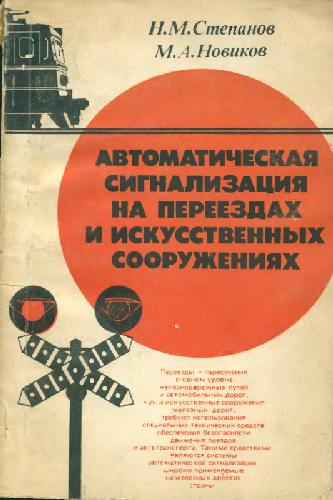 Н.М.Степанов
М.А.Новиков
АВТОМАТИЧЕСКАЯ
СИГНАЛИЗАЦИЯ
НА ПЕРЕЕЗДАХ
И ИСКУССТВЕННЫХ
СООРУЖЕНИЯХ
Переезды – пересечения
в одном уровне
железнодорожных путей
и автомобильных дорог,
как и искусственные сооружения
железных дорог,
требуют использования
специальных технических средств
обеспечения безопасности
движения поездов
и автотранспорта. Такими средствами
являются системы
автоматической сигнализации
широко применяемые
на железных дорогах
страны